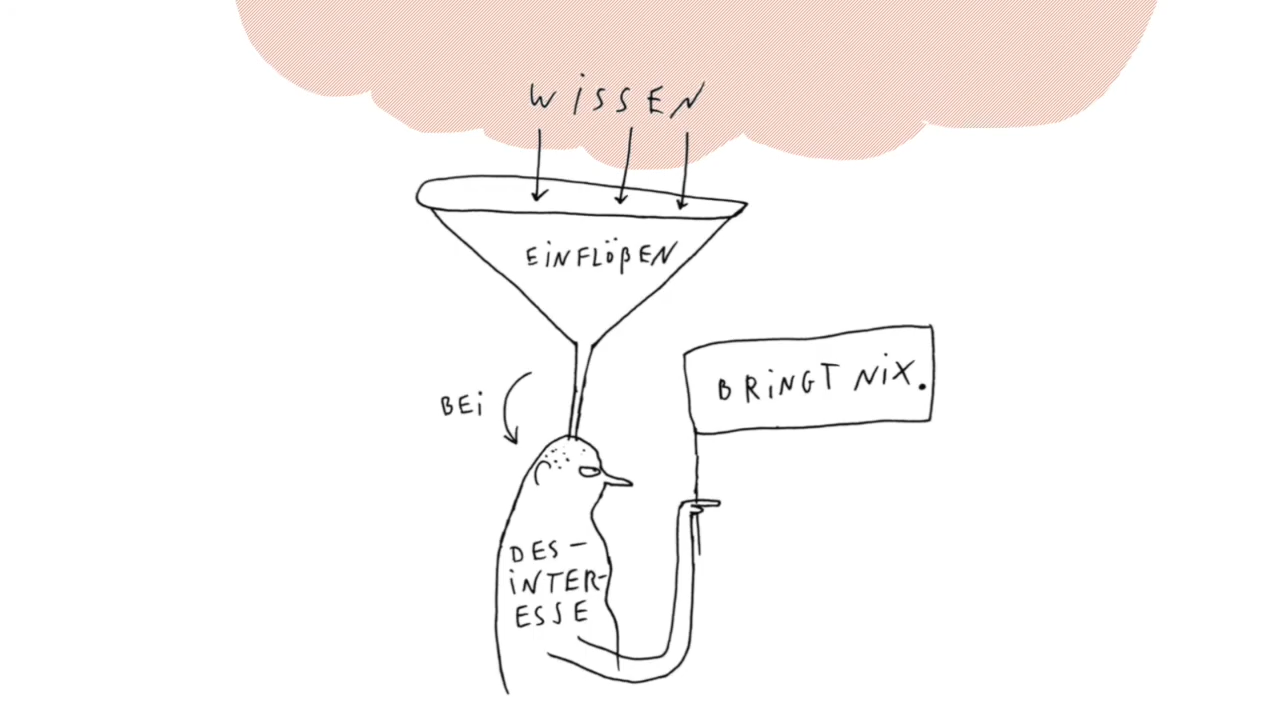 WISSEN
EINFLÖßEN
BEI
DES-
INTER-
ESSE
BRINGT NIX.